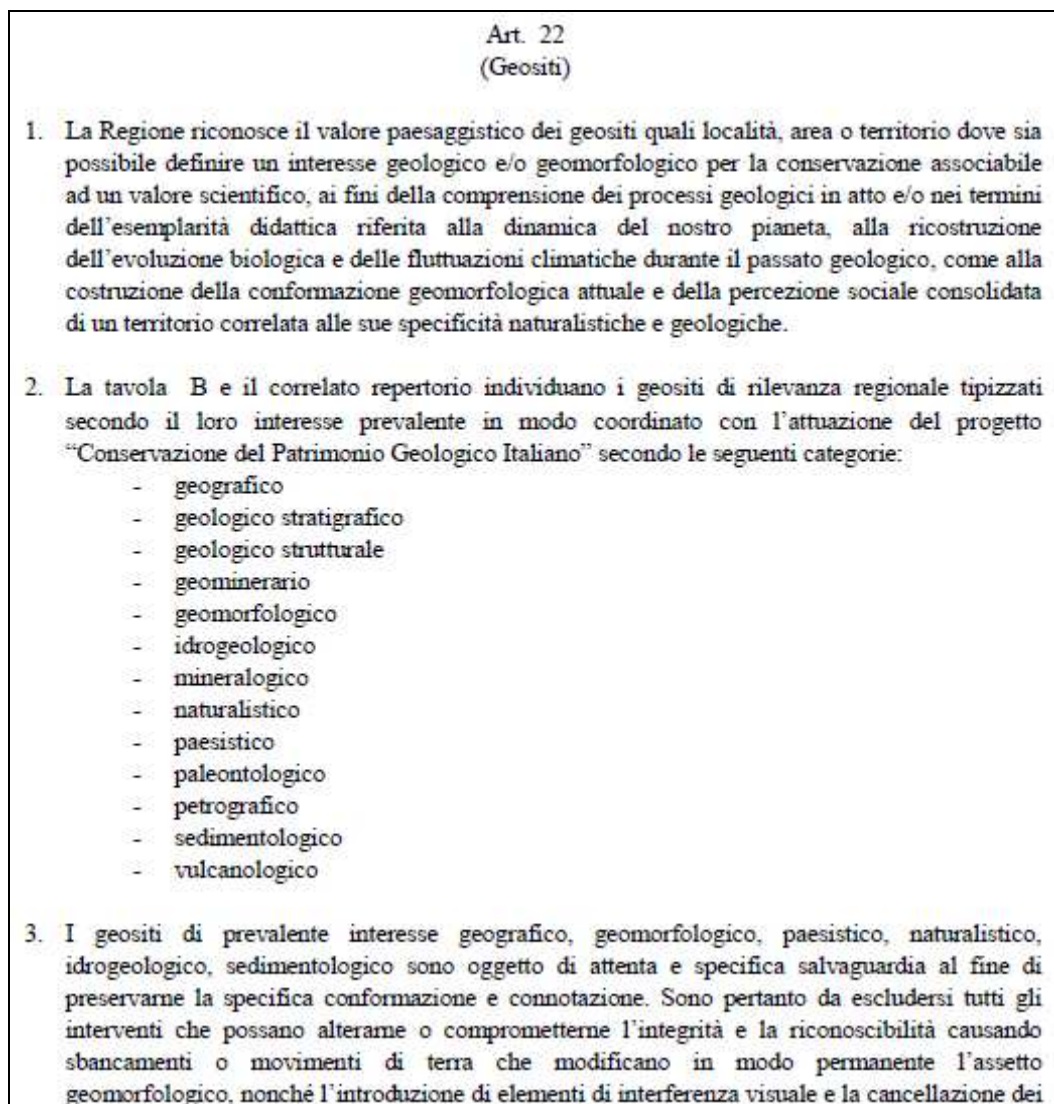 Art. 22
(Geositi)
1. La Regione riconosce il valore paesaggistico dei geositi quali località, area o territorio dove sia
possibile definire un interesse geologico e/o geomorfologico per la conservazione associabile
ad un valore scientifico, ai fini della comprensione dei processi geologici in atto e/o nei termini
dell'esemplarità didattica riferita alla dinamica del nostro pianeta, alla ricostruzione
dell'evoluzione biologica e delle fluttuazioni climatiche durante il passato geologico, come alla
costruzione della conformazione geomorfologica attuale e della percezione sociale consolidata
di un territorio correlata alle sue specificità naturalistiche e geologiche.
2. La tavola B e il correlato repertorio individuano i geositi di rilevanza regionale tipizzati
secondo il loro interesse prevalente in modo coordinato con l'attuazione del progetto
“Conservazione del Patrimonio Geologico Italiano” secondo le seguenti categorie:
- geografico
- geologico stratigrafico
- geologico strutturale
- geominerario
- geomorfologico
- idrogeologico
- mineralogico
- naturalistico
- paesistico
- paleontologico
- petrografico
- sedimentologico
- vulcanologico
3. I geositi di prevalente interesse geografico, geomorfologico, paesistico, naturalistico,
idrogeologico, sedimentologico sono oggetto di attenta e specifica salvaguardia al fine di
preservarne la specifica conformazione e connotazione. Sono pertanto da escludersi tutti gli
interventi che possano alterarne o comprometterne l'integrità e la riconoscibilità causando
sbancamenti o movimenti di terra che modificano in modo permanente l'assetto
geomorfologico, nonché l'introduzione di elementi di interferenza visuale e la cancellazione dei